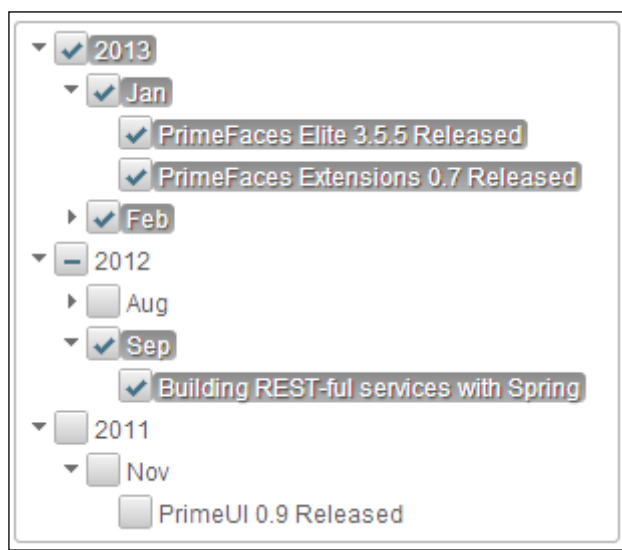 2013
Jan
PrimeFaces Elite 3.5.5 Released
PrimeFaces Extensions 0.7 Released
Feb
2012
Aug
Sep
Building REST-ful services with Spring
2011
Nov
PrimeUI 0.9 Released